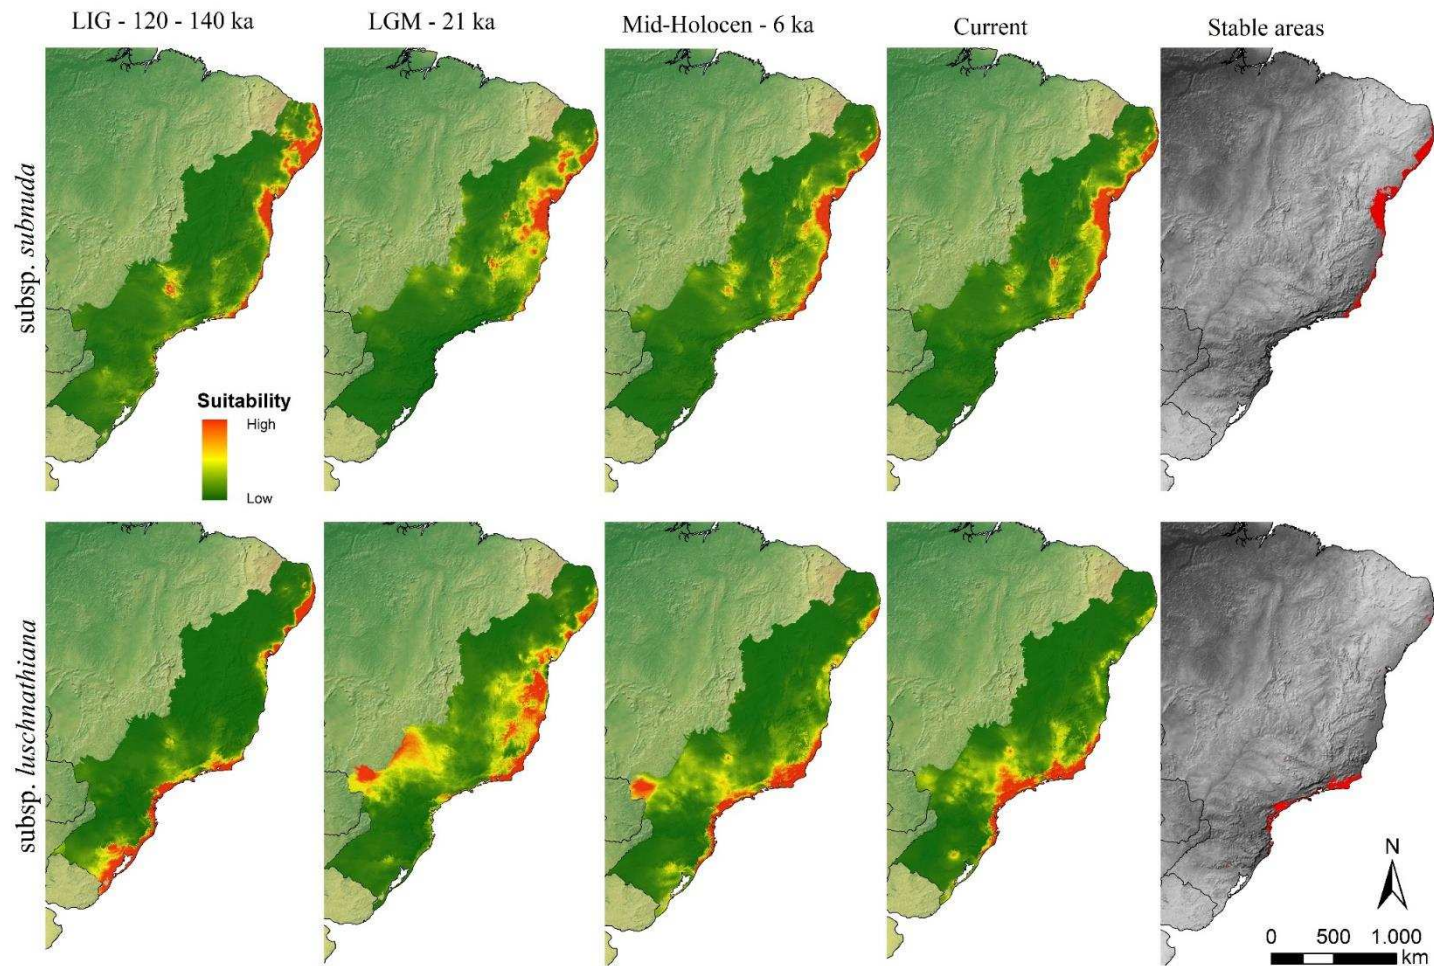 LIG - 120 - 140 ka
LGM - 21 ka
Mid-Holocen - 6 ka
Current
Stable areas
subsp. subnuda
Suitability
High
Low
subsp. luschnathiana
N
0 500 1.000
km